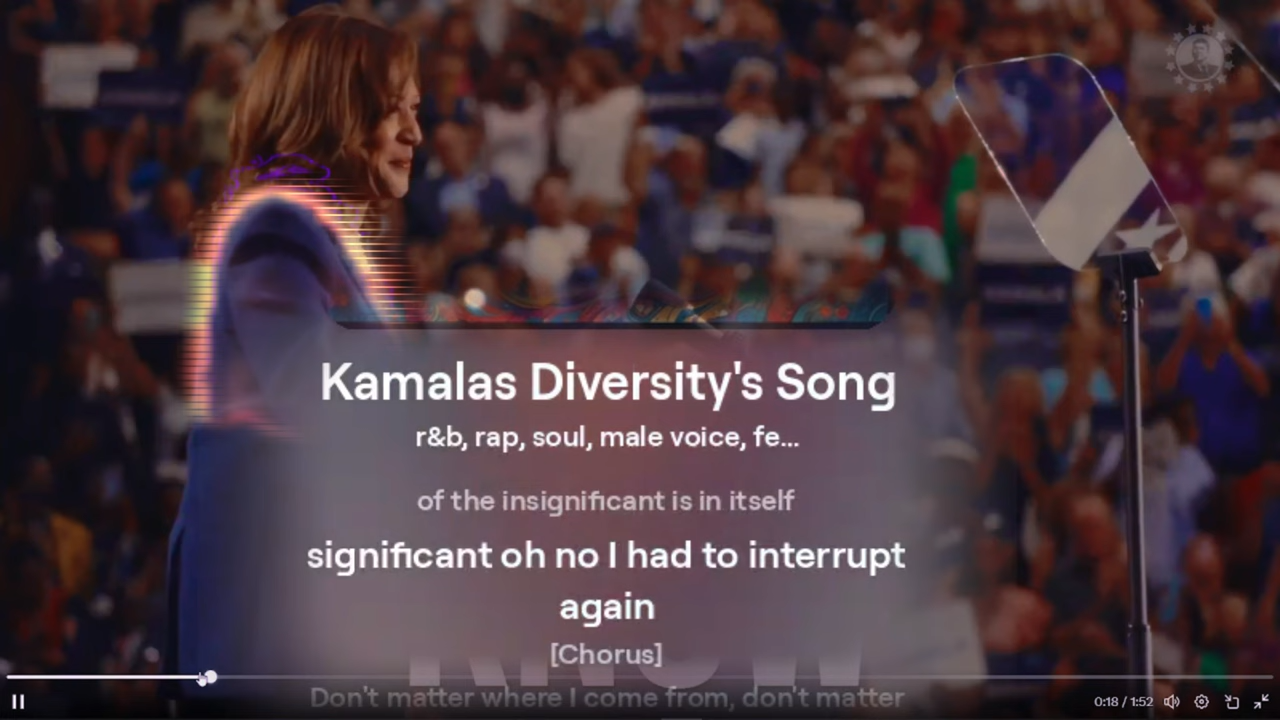 Kamalas Diversity's Song
r&b, rap, soul, male voice, fe...
of the insignificant is in itself
significant oh no I had to interrupt
again
[Chorus]
KNOW
Don't matter where I come from, don't matter
0:18 / 1:52